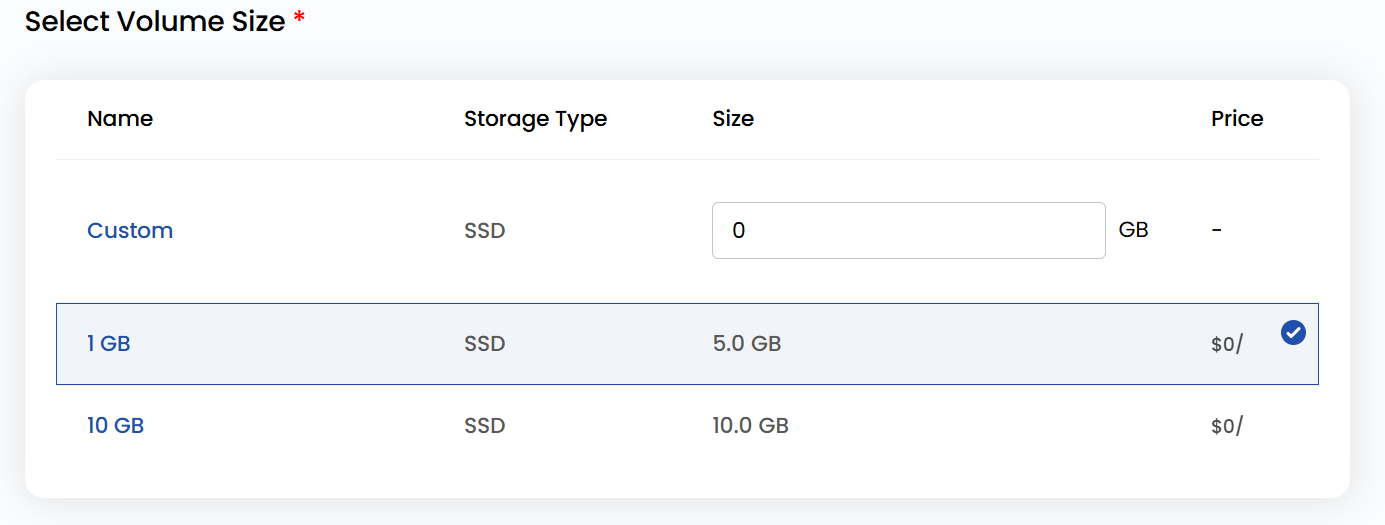 Select Volume Size *
Name Storage Type Size Price
Custom SSD 0 GB -
1 GB SSD 5.0 GB $0/
10 GB SSD 10.0 GB $0/